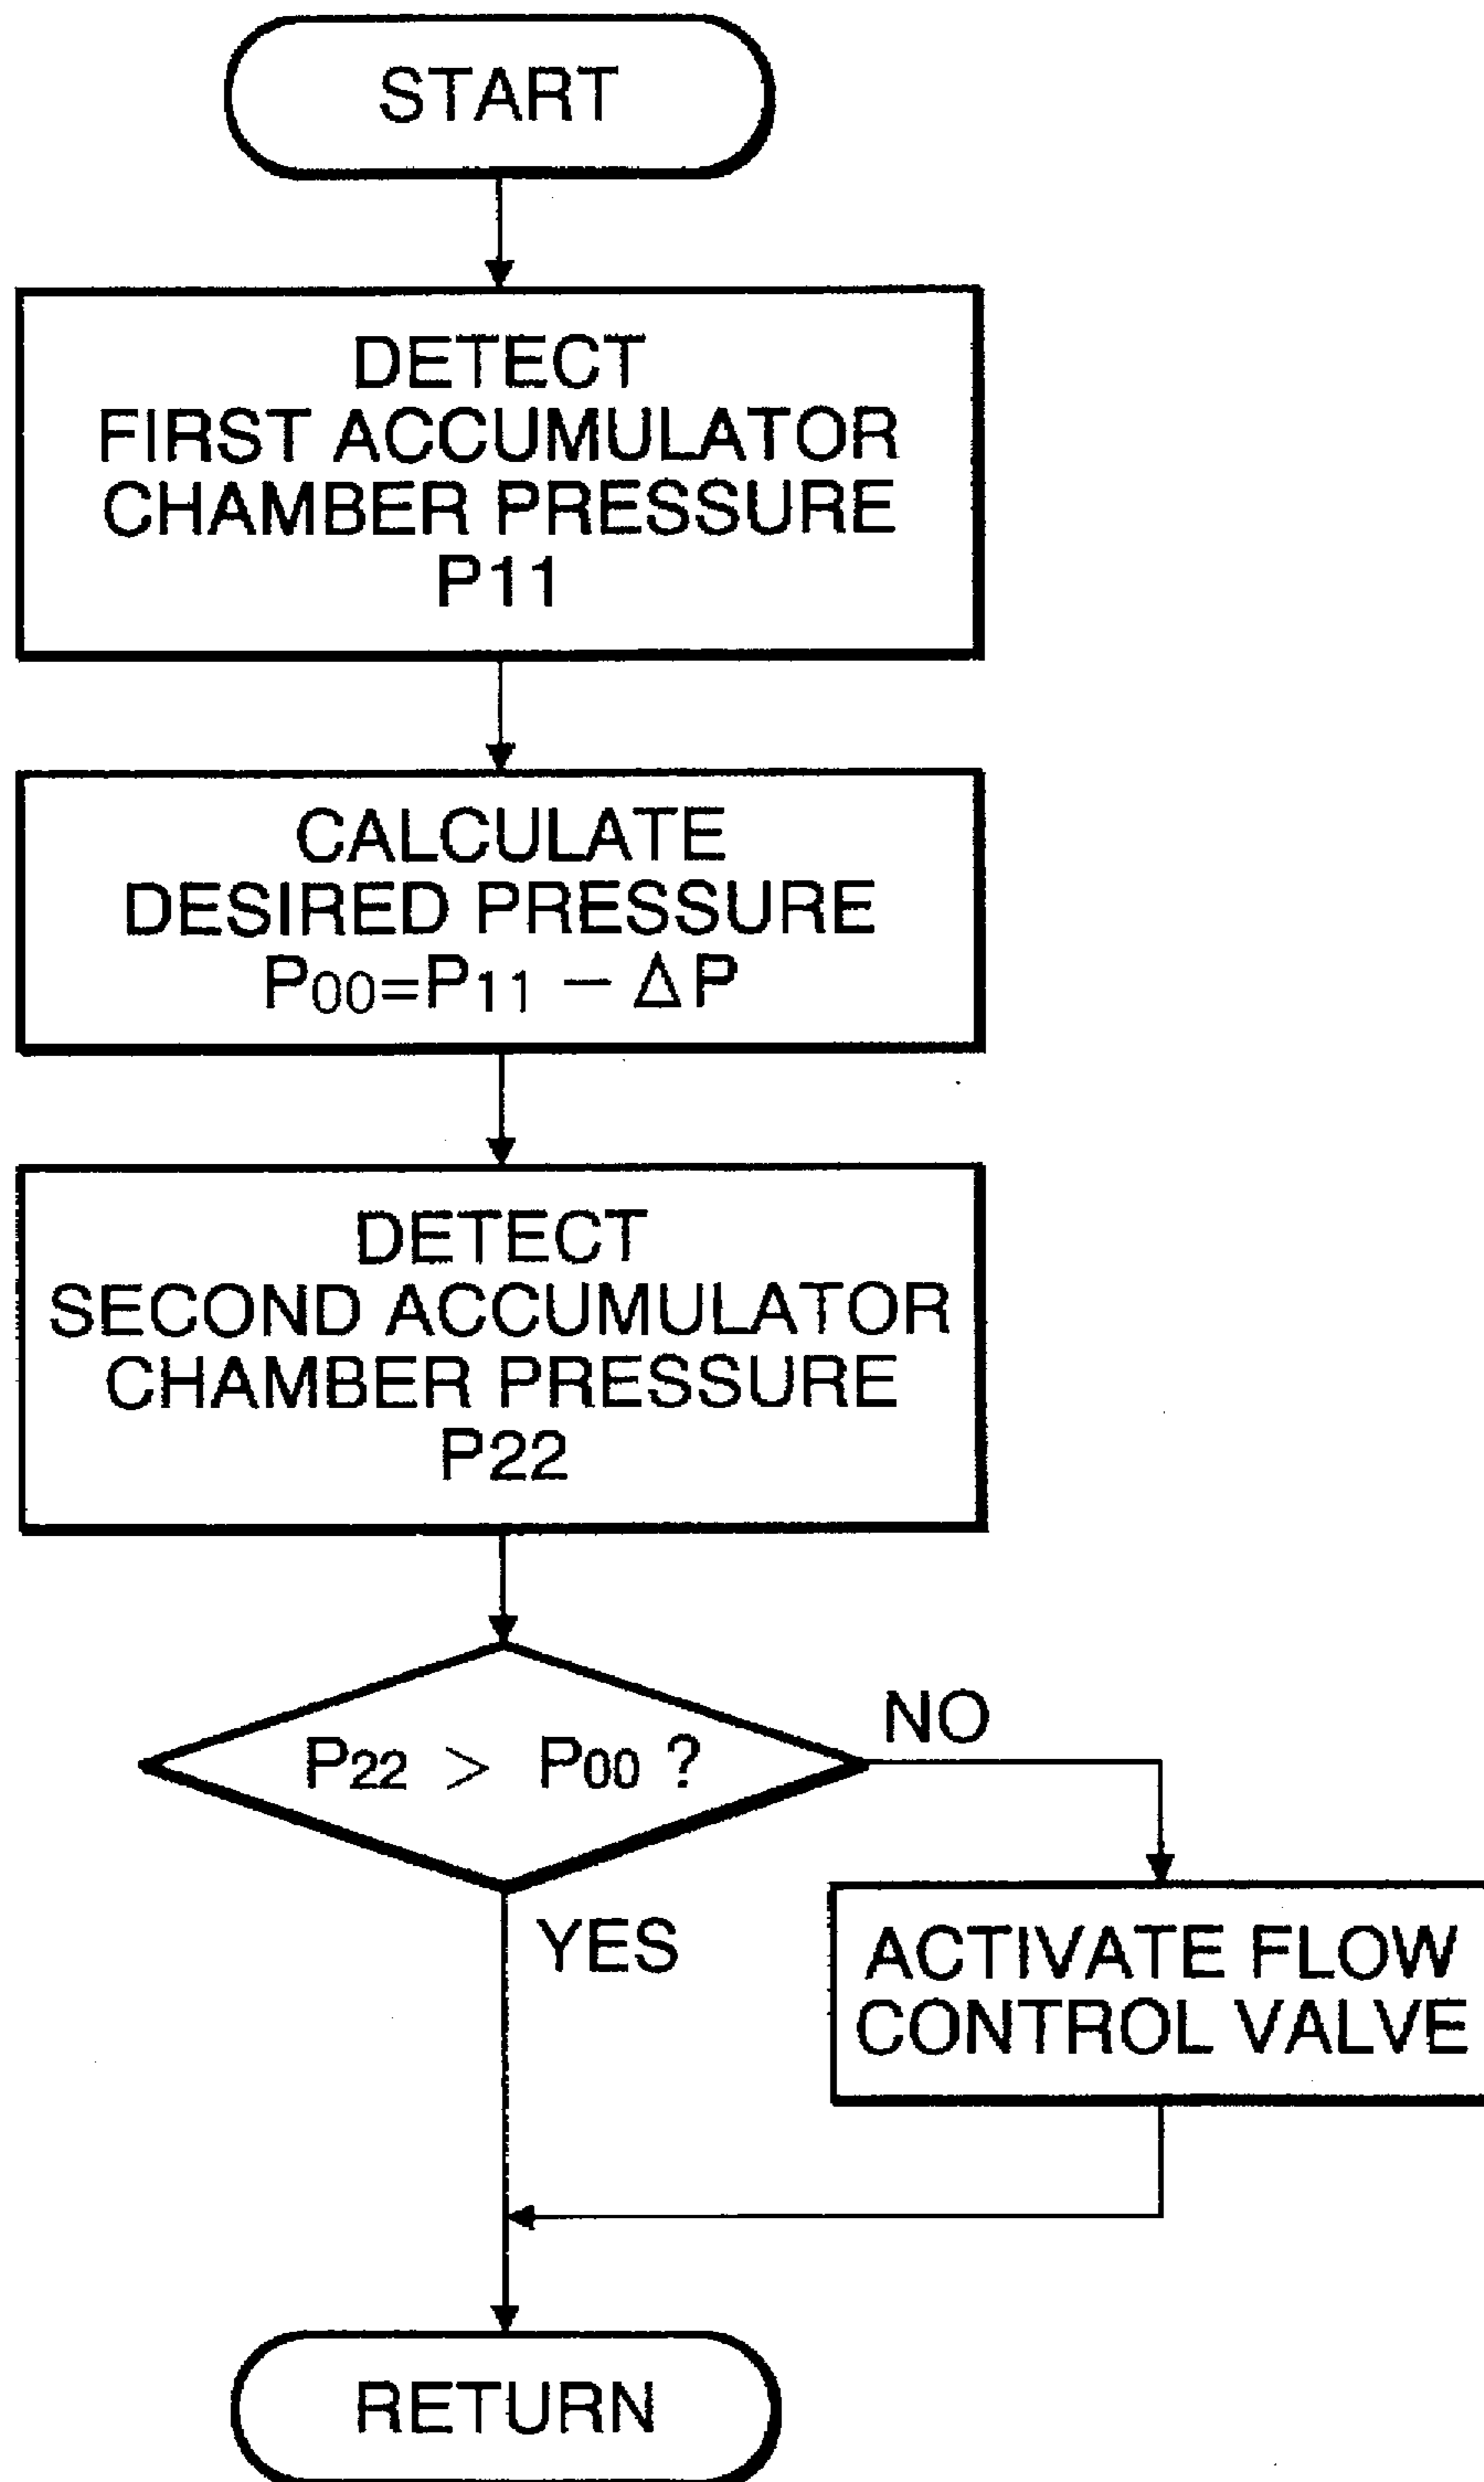 START
DETECT
FIRST ACCUMULATOR
CHAMBER PRESSURE
P11
CALCULATE
DESIRED PRESSURE
P00=P11 − ΔP
DETECT
SECOND ACCUMULATOR
CHAMBER PRESSURE
P22
P22 > P00 ?
NO
YES
ACTIVATE FLOW
CONTROL VALVE
RETURN